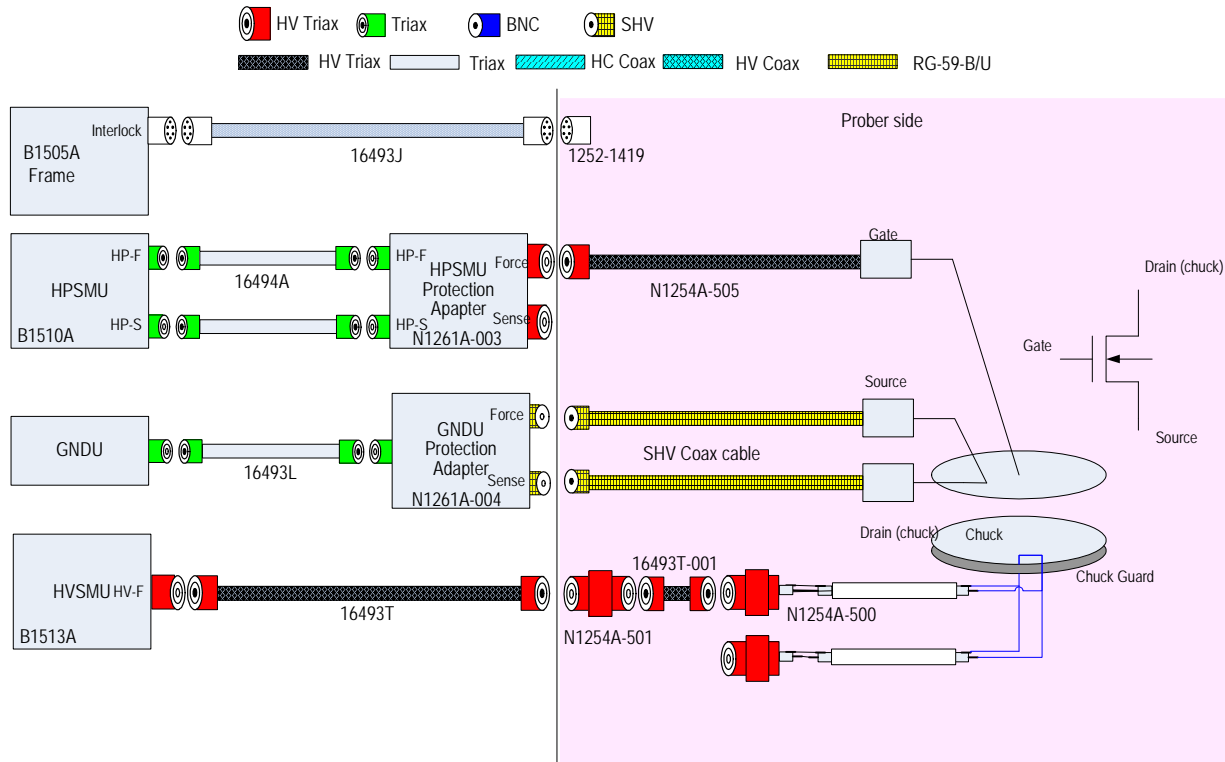 HV Triax
Triax
BNC
SHV
HV Triax
Triax
HC Coax
HV Coax
RG-59-B/U
Interlock
B1505A
Frame
16493J
1252-1419
Prober side
HP-F
HPSMU
HP-S
B1510A
16494A
HP-F
Force
HPSMU
Protection
Apapter
Sense
HP-S
N1261A-003
N1254A-505
Gate
Drain (chuck)
Gate
Source
GNDU
16493L
Force
GNDU
Protection
Adapter
Sense
N1261A-004
SHV Coax cable
Source
HVSMU
HV-F
B1513A
16493T
N1254A-501
16493T-001
N1254A-500
Drain (chuck)
Chuck
Chuck Guard